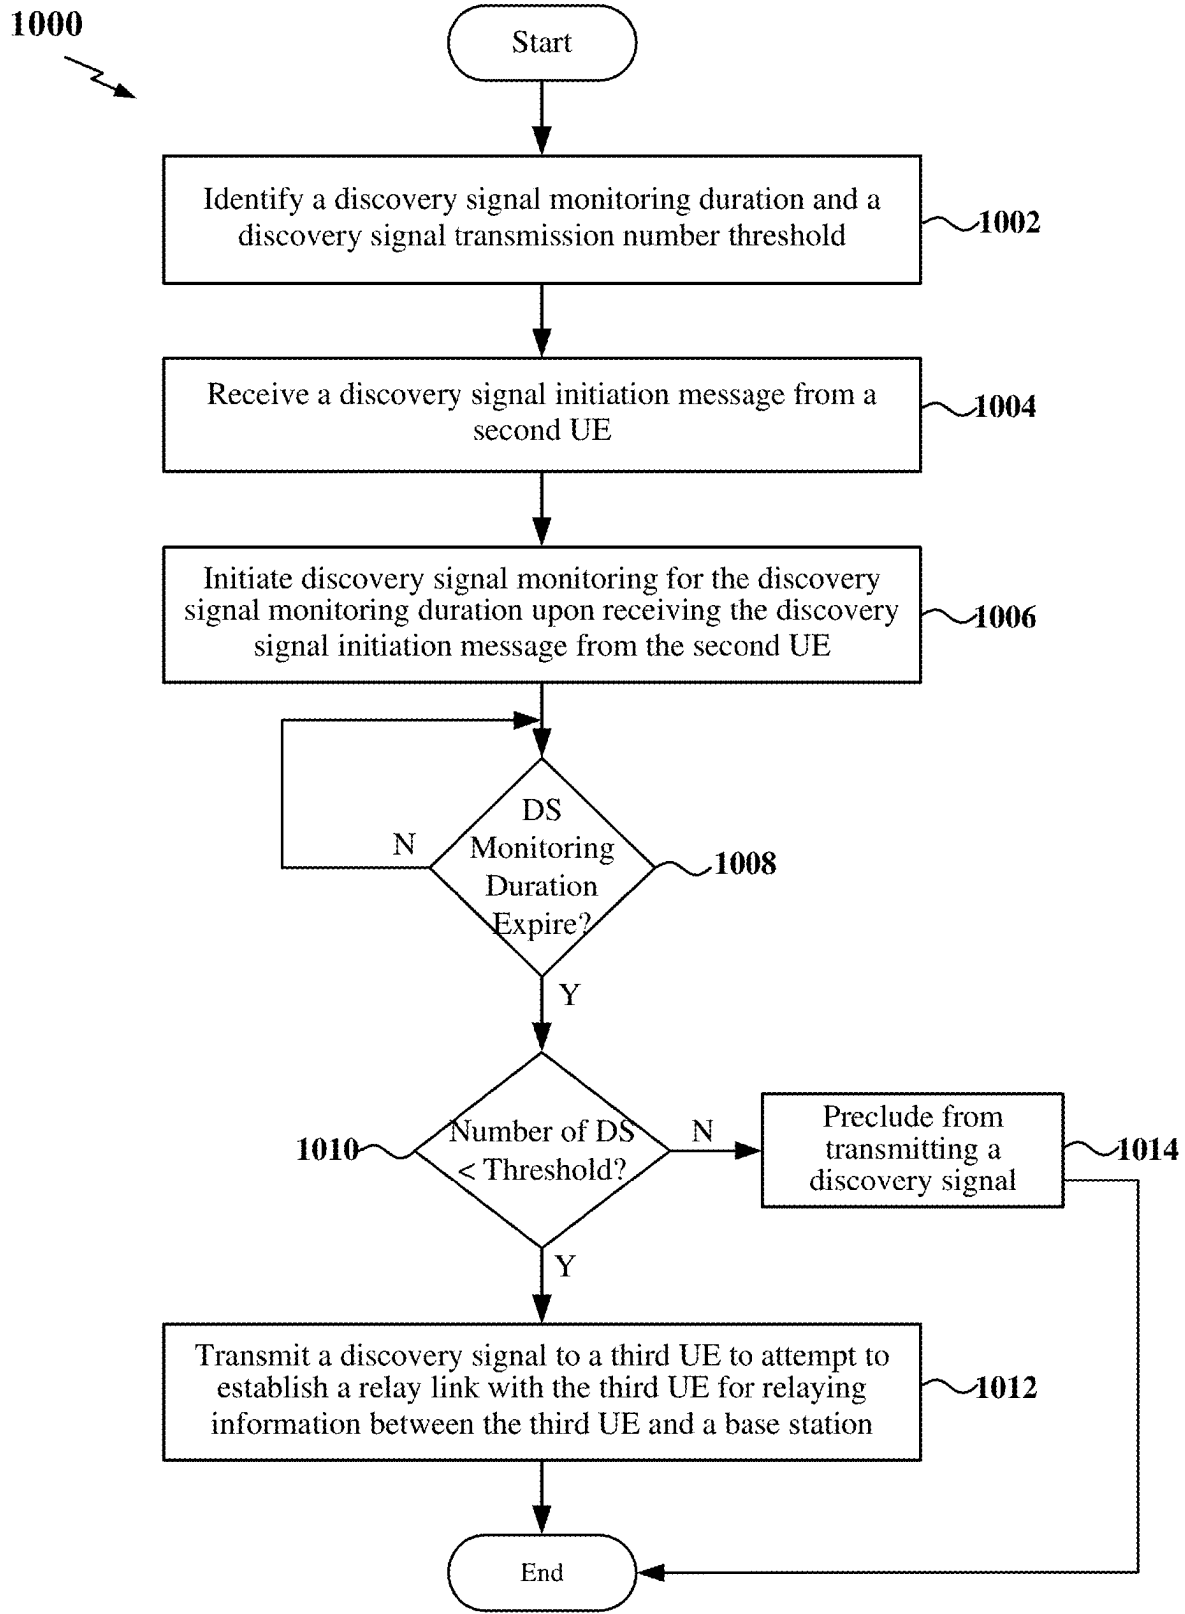 1000
Start
Identify a discovery signal monitoring duration and a
discovery signal transmission number threshold
1002
Receive a discovery signal initiation message from a
second UE
1004
Initiate discovery signal monitoring for the discovery
signal monitoring duration upon receiving the discovery
signal initiation message from the second UE
1006
DS
Monitoring
Duration
Expire?
N
1008
Y
1010
Number of DS
< Threshold?
N
Preclude from
transmitting a
discovery signal
1014
Y
Transmit a discovery signal to a third UE to attempt to
establish a relay link with the third UE for relaying
information between the third UE and a base station
1012
End